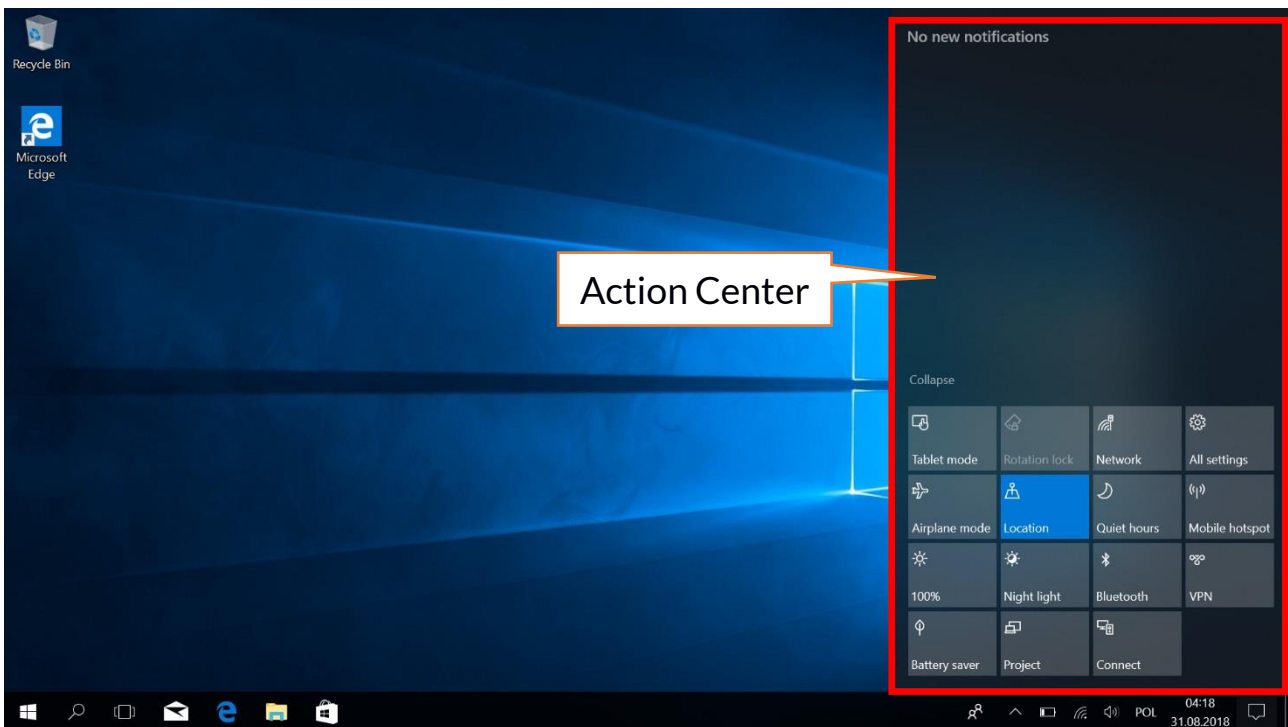 Recycle Bin
Microsoft
Edge
No new notifications
Action Center
Collapse
Tablet mode Rotation lock Network All settings
Airplane mode Location Quiet hours Mobile hotspot
100% Night light Bluetooth VPN
Battery saver Project Connect
POL
04:18
31.08.2018